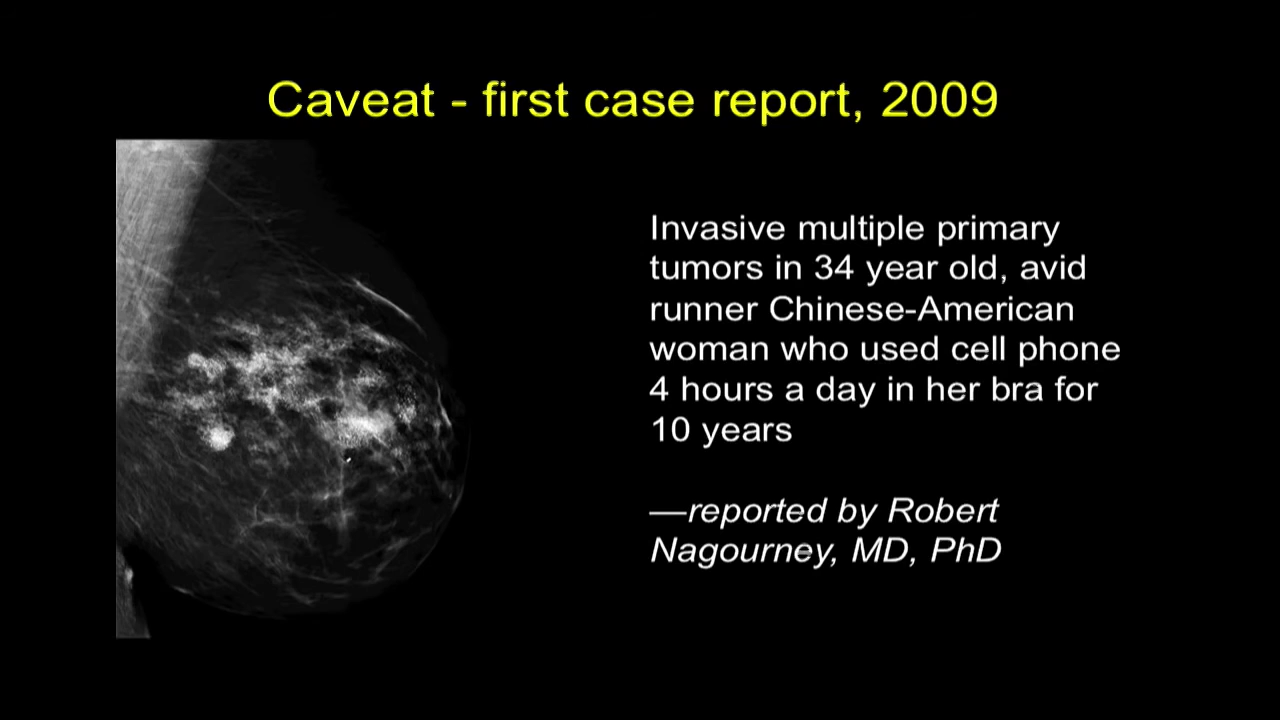 Caveat - first case report, 2009
Invasive multiple primary
tumors in 34 year old, avid
runner Chinese-American
woman who used cell phone
4 hours a day in her bra for
10 years
—reported by Robert
Nagourney, MD, PhD